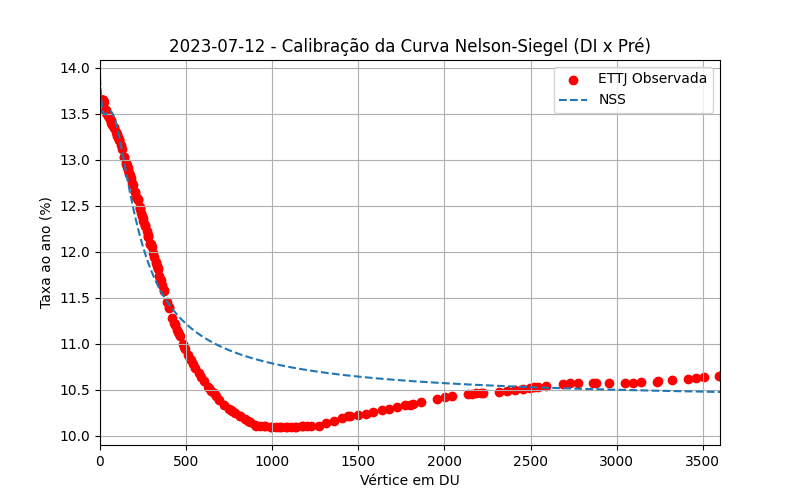 2023-07-12 - Calibração da Curva Nelson-Siegel (DI x Pré)
ETTJ Observada
NSS
Taxa ao ano (%)
14.0
13.5
13.0
12.5
12.0
11.5
11.0
10.5
10.0
0 500 1000 1500 2000 2500 3000 3500
Vértice em DU